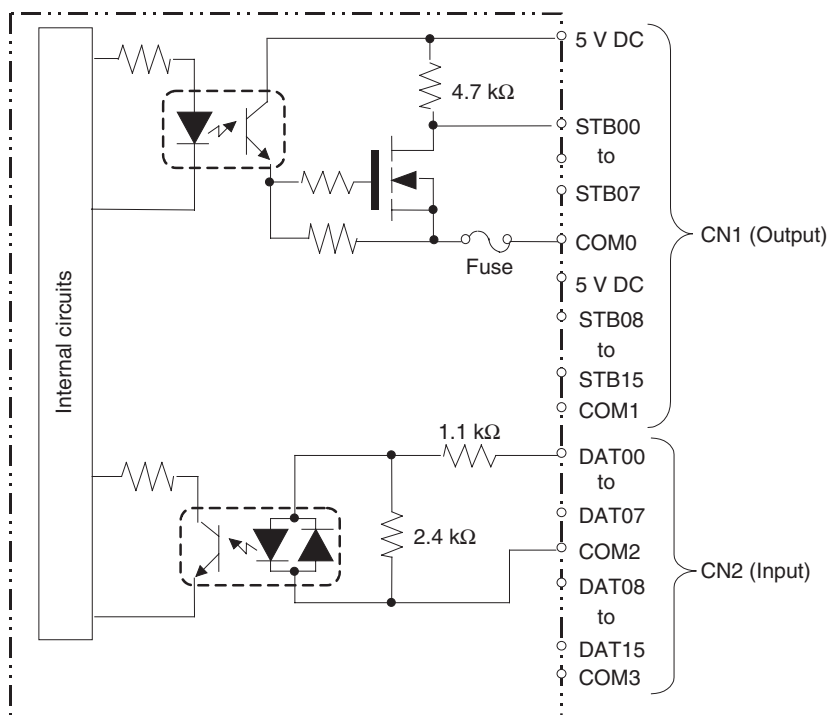 5 V DC
4.7 kΩ
STB00
to
STB07
COM0
Fuse
CN1 (Output)
5 V DC
STB08
to
STB15
COM1
Internal circuits
1.1 kΩ
DAT00
to
DAT07
2.4 kΩ
COM2
CN2 (Input)
DAT08
to
DAT15
COM3